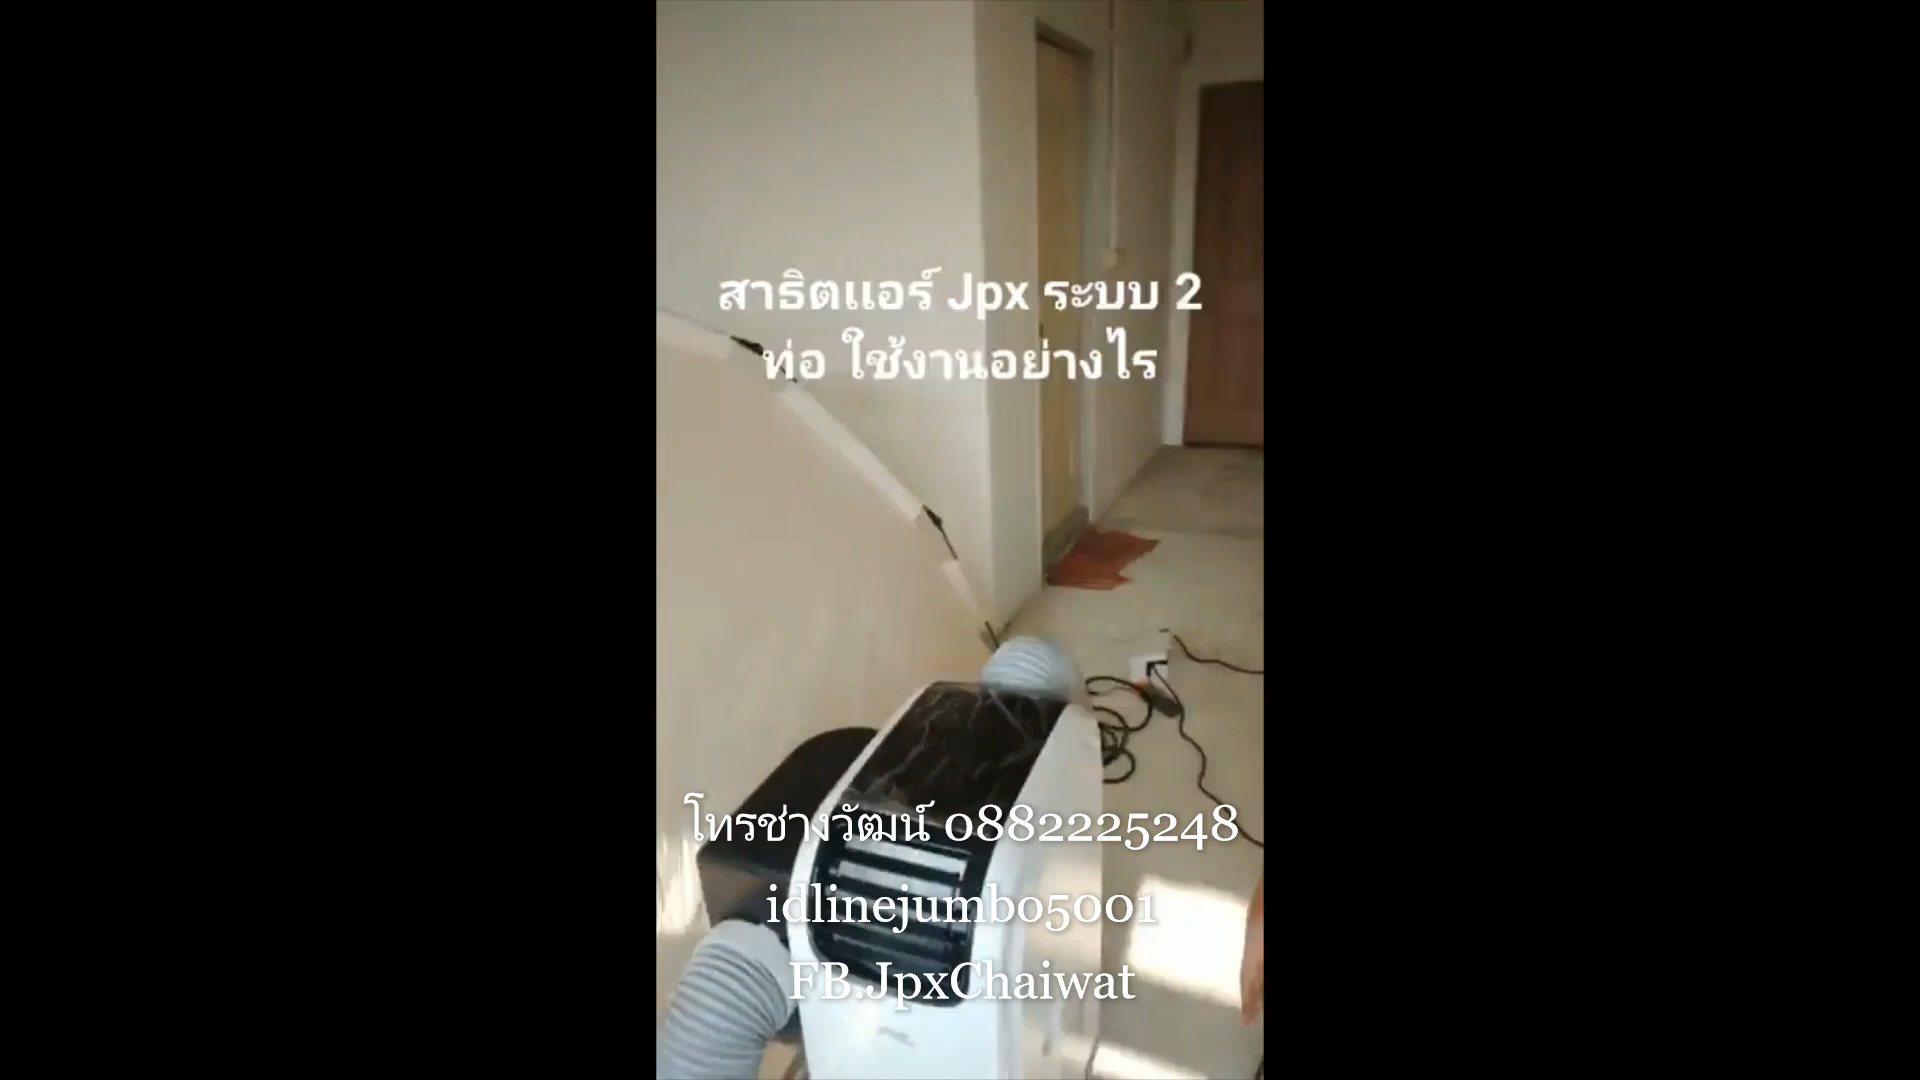 สาธิตแอร์ Jpx ระบบ 2
ท่อ ใช้งานอย่างไร
โทรช่างวัฒน์ 0882225248
idlinejumbo5001
FB.JpxChaiwat